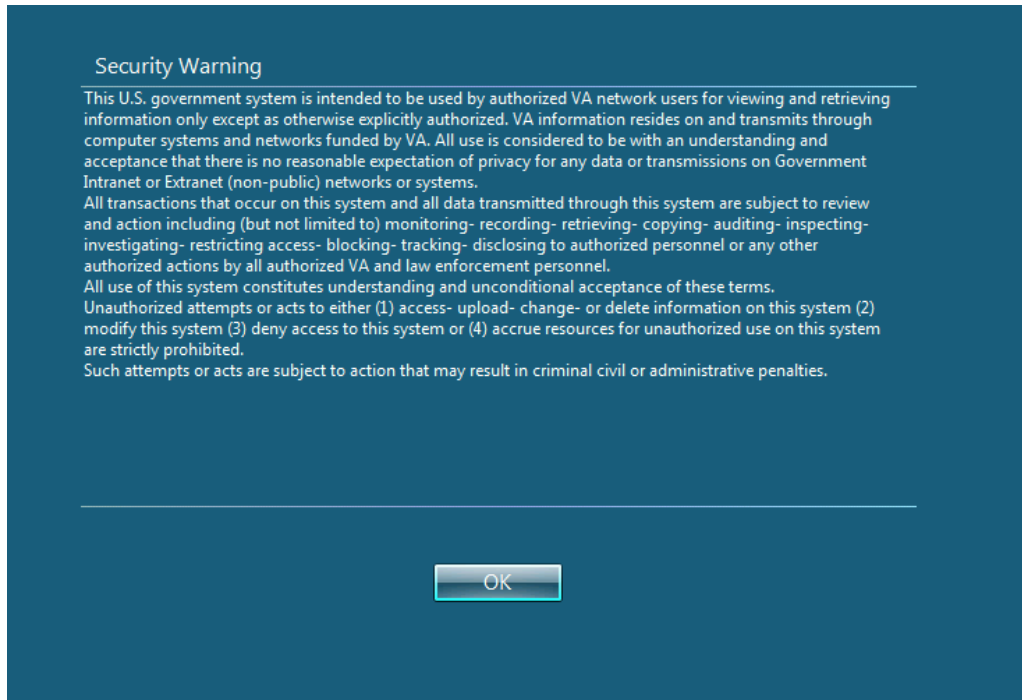 Security Warning
This U.S. government system is intended to be used by authorized VA network users for viewing and retrieving
information only except as otherwise explicitly authorized. VA information resides on and transmits through
computer systems and networks funded by VA. All use is considered to be with an understanding and
acceptance that there is no reasonable expectation of privacy for any data or transmissions on Government
Intranet or Extranet (non-public) networks or systems.
All transactions that occur on this system and all data transmitted through this system are subject to review
and action including (but not limited to) monitoring- recording- retrieving- copying- auditing- inspecting-
investigating- restricting access- blocking- tracking- disclosing to authorized personnel or any other
authorized actions by all authorized VA and law enforcement personnel.
All use of this system constitutes understanding and unconditional acceptance of these terms.
Unauthorized attempts or acts to either (1) access- upload- change- or delete information on this system (2)
modify this system (3) deny access to this system or (4) accrue resources for unauthorized use on this system
are strictly prohibited.
Such attempts or acts are subject to action that may result in criminal civil or administrative penalties.
OK